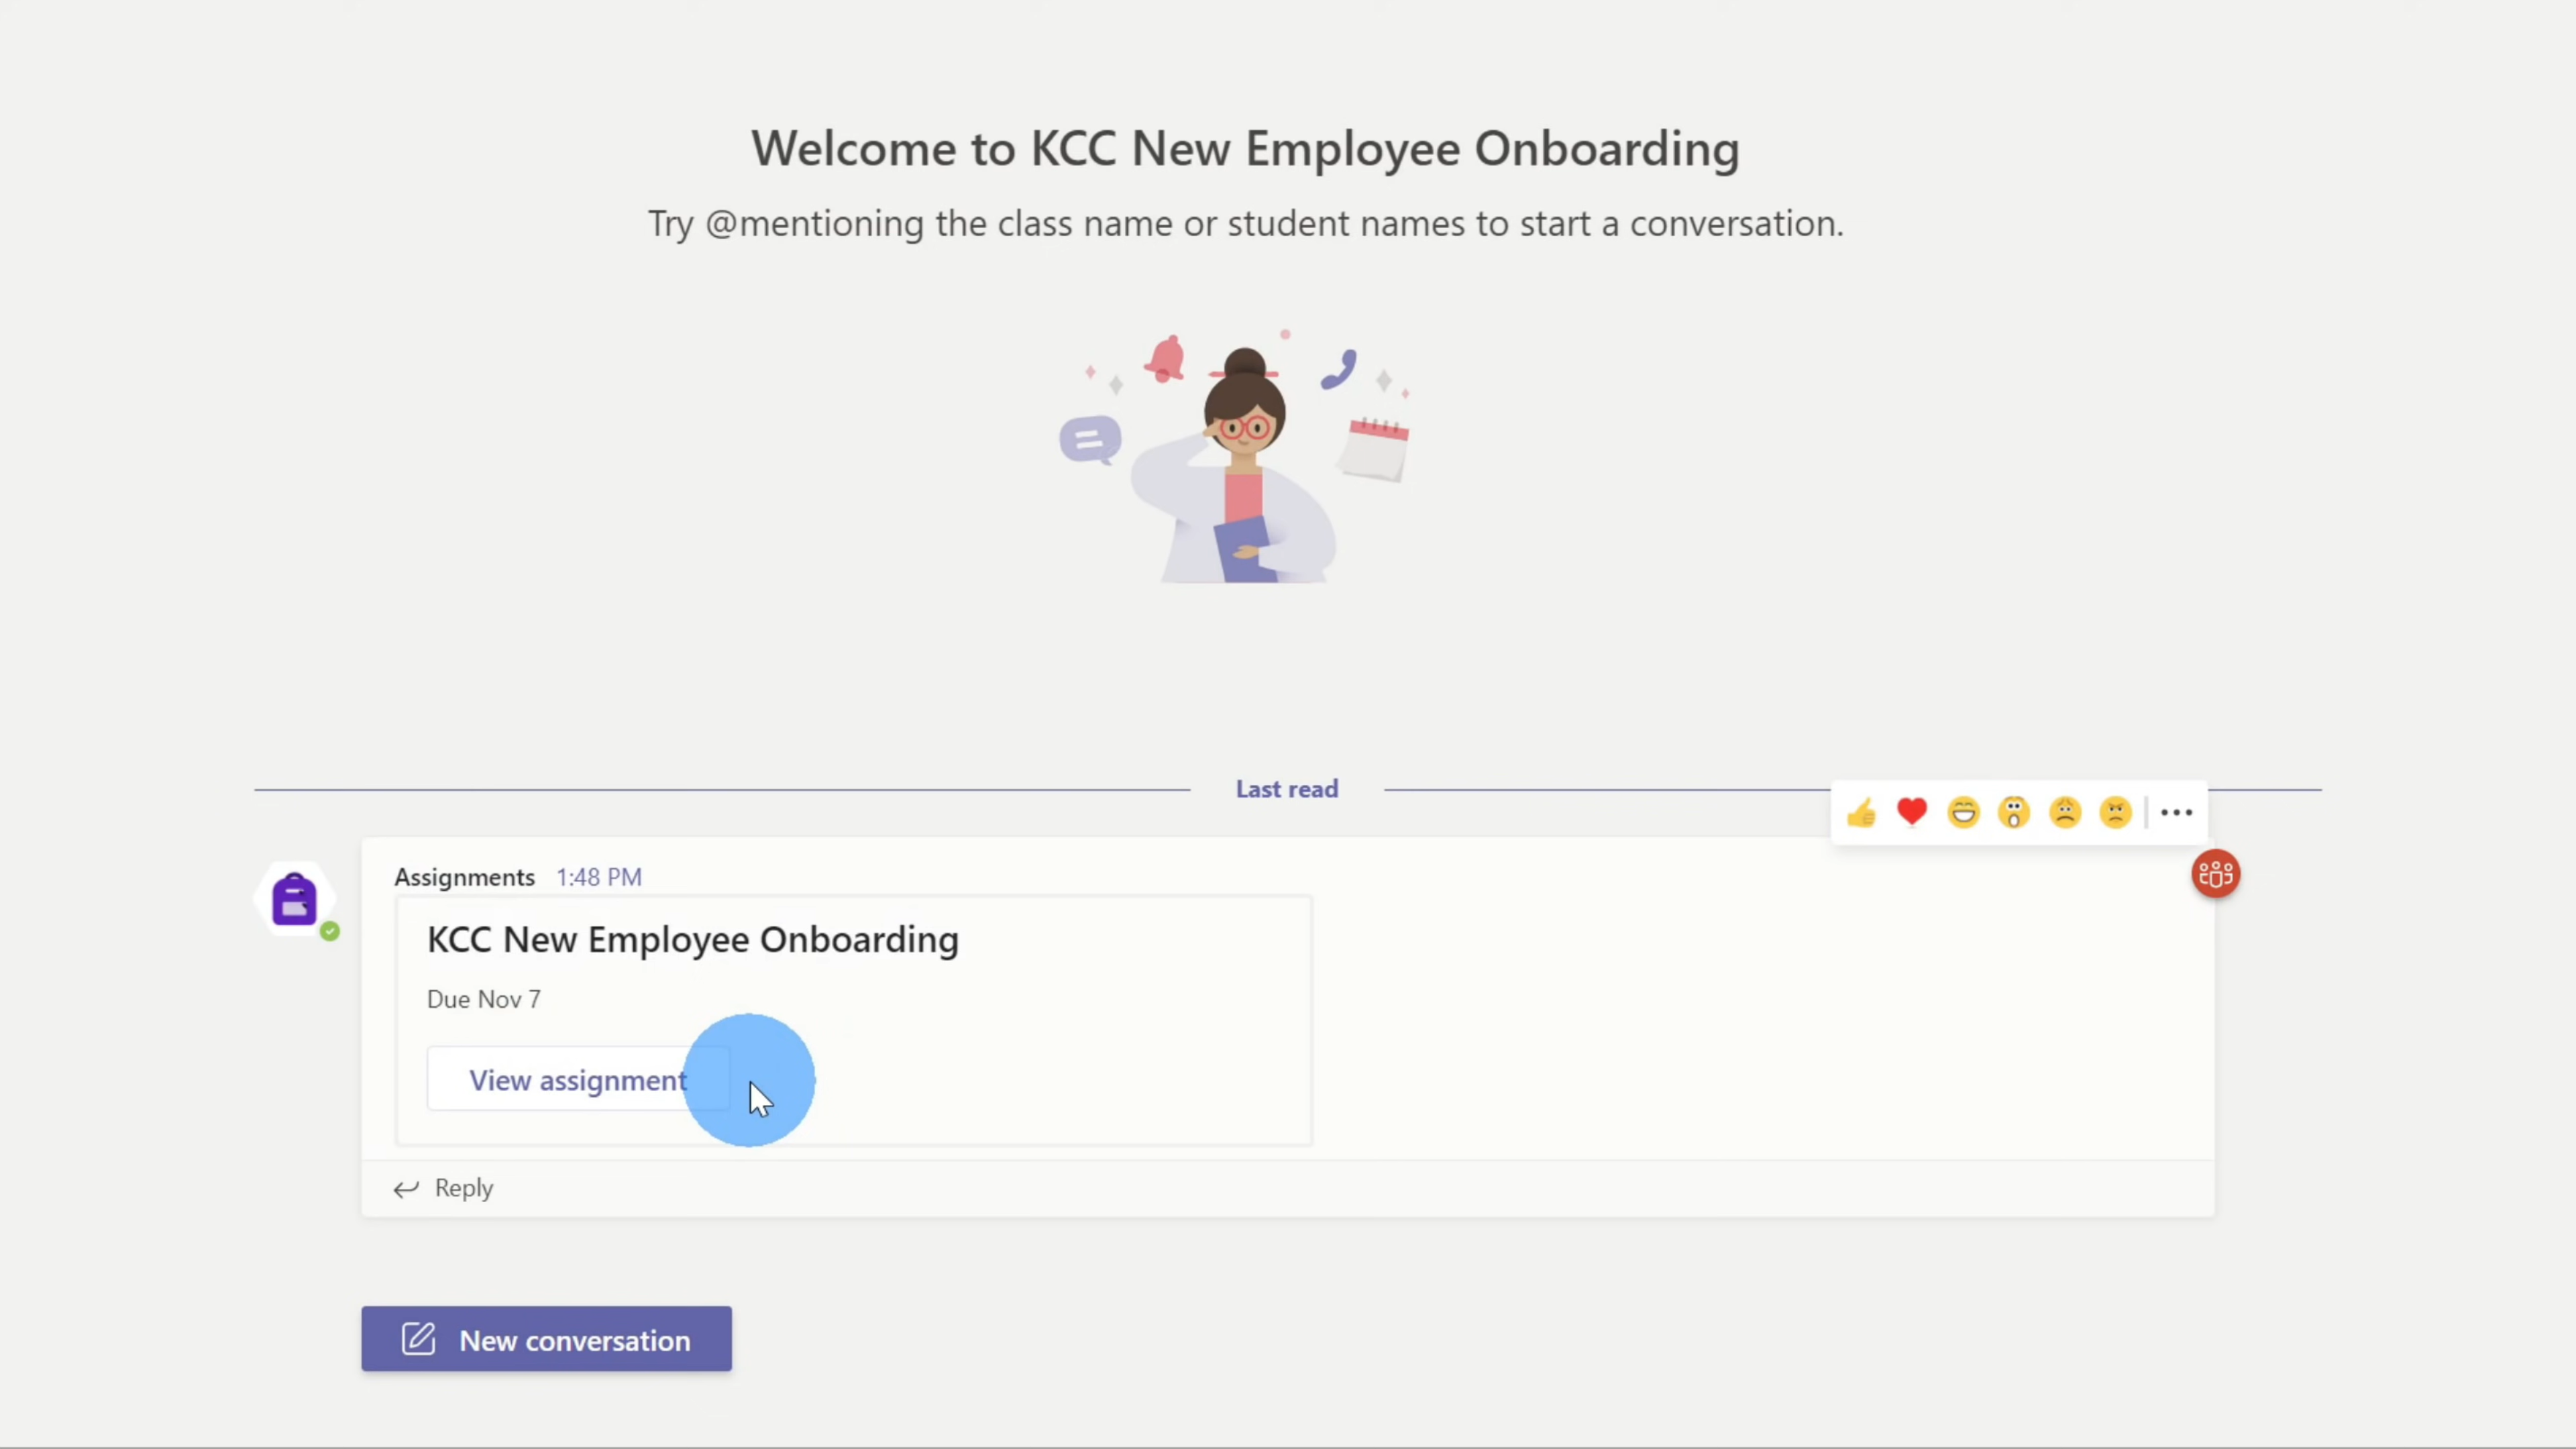 Welcome to KCC New Employee Onboarding
Try @mentioning the class name or student names to start a conversation.
Last read
Assignments 1:48 PM
KCC New Employee Onboarding
Due Nov 7
View assignment
Reply
New conversation